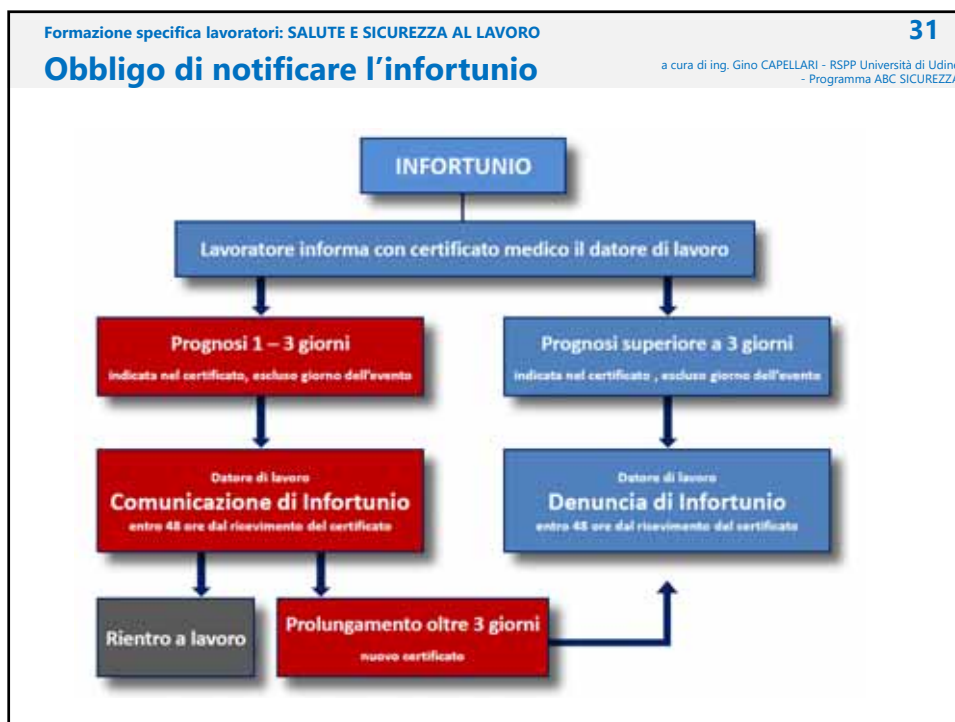 Formazione specifica lavoratori: SALUTE E SICUREZZA AL LAVORO
31
Obbligo di notificare l'infortunio
a cura di ing. Gino CAPELLARI - RSPP Università di Udine
- Programma ABC SICUREZZA
INFORTUNIO
Lavoratore informa con certificato medico il datore di lavoro
Prognosi 1 – 3 giorni
indicata nel certificato, escluso giorno dell'evento
Prognosi superiore a 3 giorni
indicata nel certificato , escluso giorno dell'evento
Datore di lavoro
Comunicazione di Infortunio
entro 48 ore dal ricevimento del certificato
Datore di lavoro
Denuncia di Infortunio
entro 48 ore dal ricevimento del certificato
Rientro a lavoro
Prolungamento oltre 3 giorni
nuovo certificato